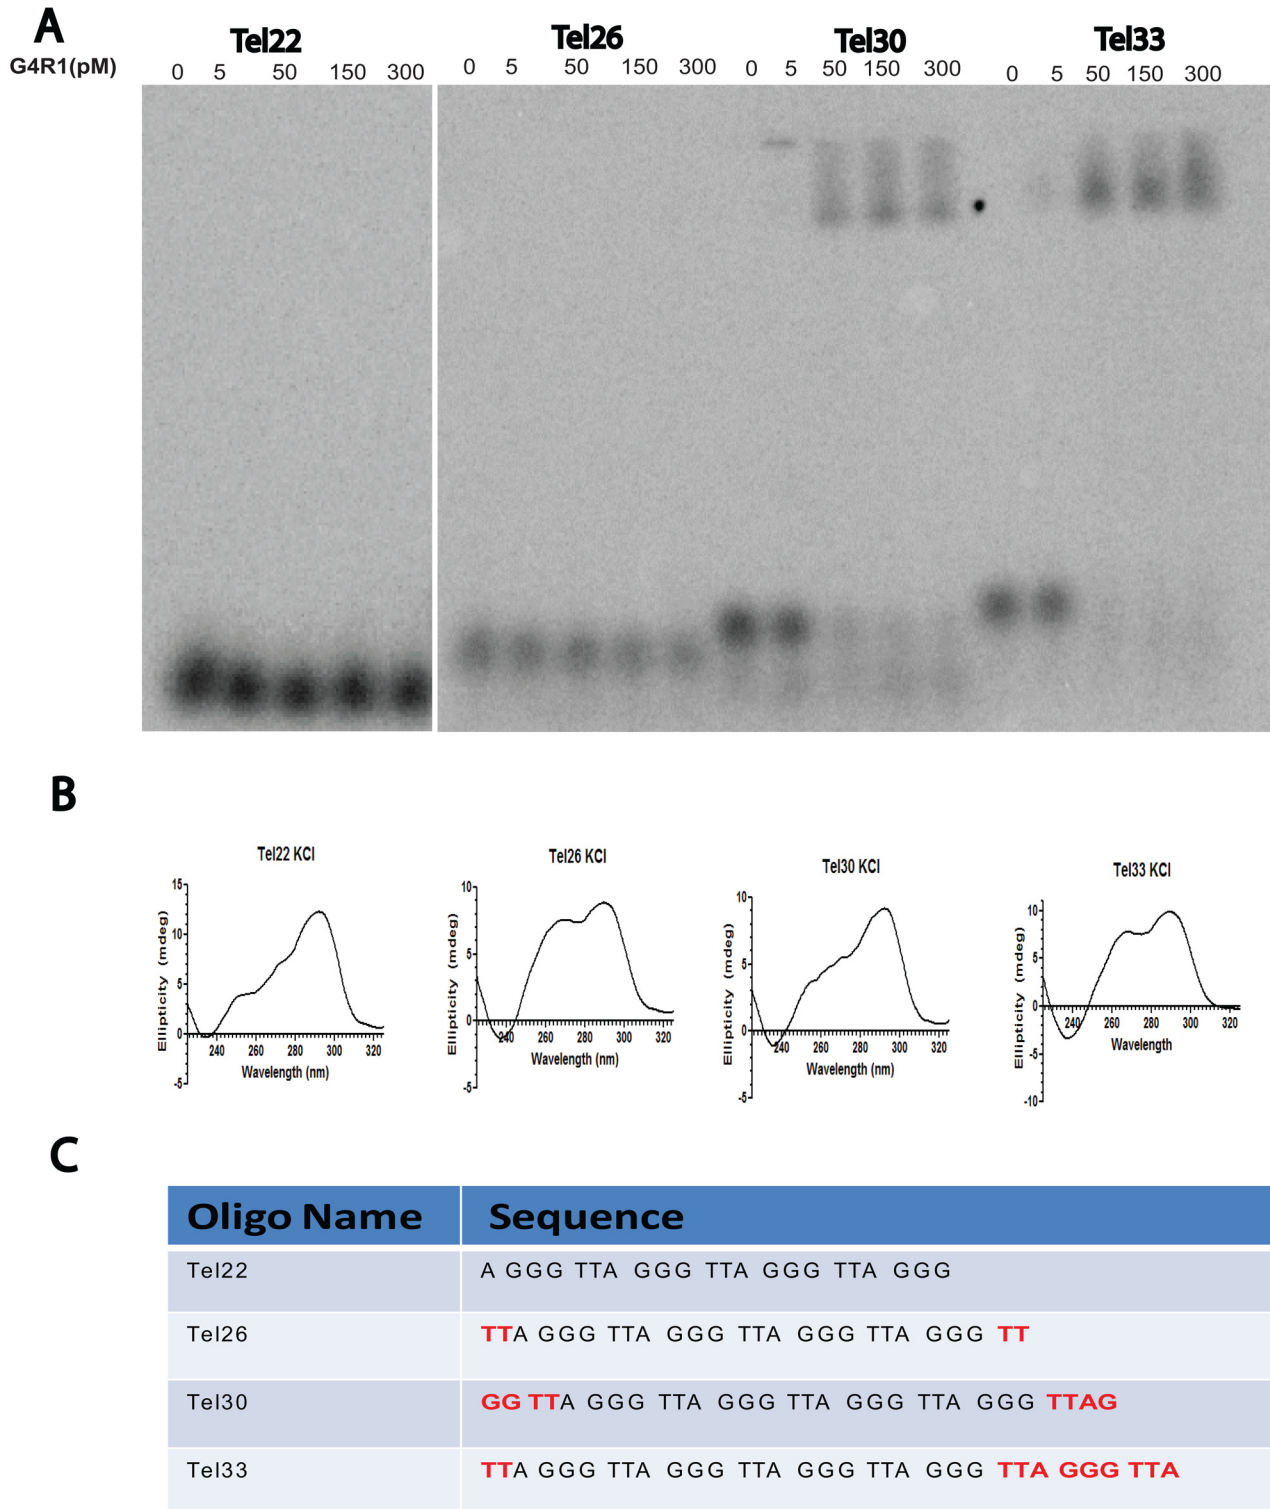 A
Tel22 Tel26 Tel30 Tel33
G4R1(pM) 0 5 50 150 300 0 5 50 150 300 0 5 50 150 300 0 5 50 150 300
B
Tel22 KCl
15
10
5
0
-5
Ellipticity (mdeg)
240 260 280 300 320
Wavelength (nm)
Tel26 KCl
10
5
0
-5
Ellipticity (mdeg)
240 260 280 300 320
Wavelength (nm)
Tel30 KCl
10
5
0
-5
Ellipticity (mdeg)
240 260 280 300 320
Wavelength (nm)
Tel33 KCl
10
5
0
-5
-10
Ellipticity (mdeg)
240 260 280 300 320
Wavelength
C
Oligo Name Sequence
Tel22 A GGG TTA GGG TTA GGG TTA GGG
Tel26 TTA GGG TTA GGG TTA GGG TTA GGG TT
Tel30 GG TTA GGG TTA GGG TTA GGG TTA GGG TTAG
Tel33 TTA GGG TTA GGG TTA GGG TTA GGG TTA GGG TTA